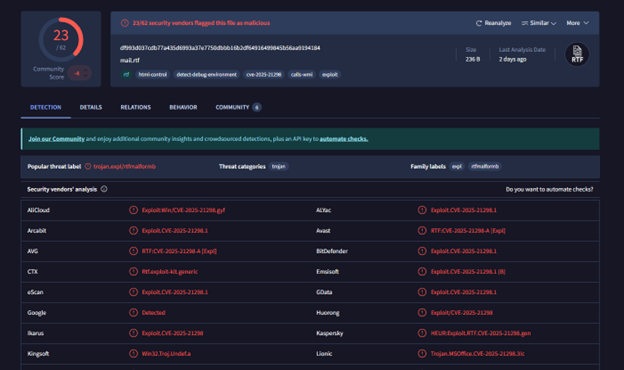 23
/ 62
Community
Score
-4
23/62 security vendors flagged this file as malicious
Reanalyze
Similar
More
df993d037cdb77a435d6993a37e7750dbbb16b2df64916499845b56aa9194184
mail.rtf
rtf
html-control
detect-debug-environment
cve-2025-21298
calls-wmi
exploit
Size
236 B
Last Analysis Date
2 days ago
RTF
DETECTION
DETAILS
RELATIONS
BEHAVIOR
COMMUNITY
Join our Community and enjoy additional community insights and crowdsourced detections, plus an API key to automate checks.
Popular threat label trojan.expl/rtfmalformb
Threat categories trojan
Family labels expl rtfmalformb
Security vendors' analysis
Do you want to automate checks?
AliCloud Exploit:Win/CVE-2025-21298.gyf
ALYac Exploit.CVE-2025-21298.1
Arcabit Exploit.CVE-2025-21298.1
Avast RTF:CVE-2025-21298-A [Expl]
AVG RTF:CVE-2025-21298-A [Expl]
BitDefender Exploit.CVE-2025-21298.1
CTX Rtf.exploit-kit.generic
Emsisoft Exploit.CVE-2025-21298.1 (B)
eScan Exploit.CVE-2025-21298.1
GData Exploit.CVE-2025-21298.1
Google Detected
Huorong Exploit/CVE-2025-21298
Ikarus Exploit.CVE-2025-21298
Kaspersky HEUR:Exploit.RTF.CVE-2025-21298.gen
Kingsoft Win32.Troj.Undef.a
Lionic Trojan.MSOffice.CVE-2025-21298.3!c